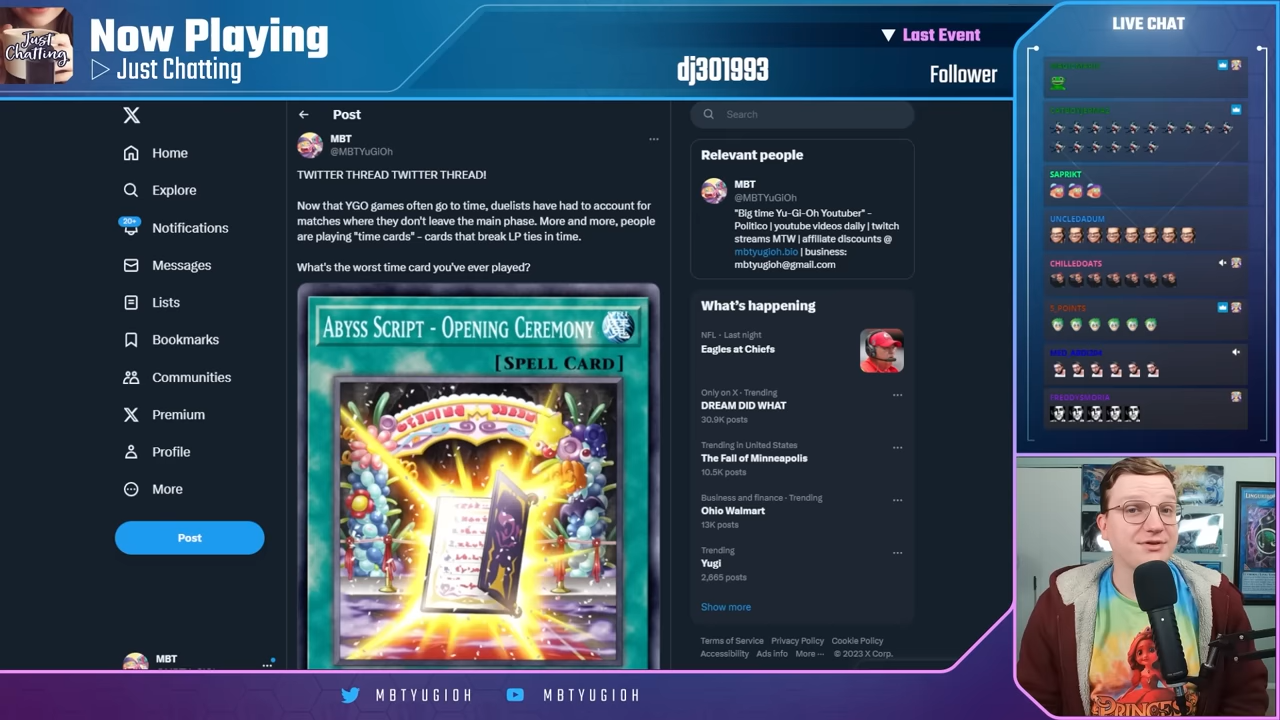 Just
Chatting
Now Playing
Just Chatting
▼ Last Event
dj301993
Follower
LIVE CHAT
SAPRIKT
UNCLEDADUM
CHILLEDOATS
5_POINTS
FREDDYEMORIA
Home
Explore
20+
Notifications
Messages
Lists
Bookmarks
Communities
Premium
Profile
More
Post
MBT
Post
MBT
@MBTYuGiOh
TWITTER THREAD TWITTER THREAD!
Now that YGO games often go to time, duelists have had to account for
matches where they don't leave the main phase. More and more, people
are playing "time cards" - cards that break LP ties in time.
What's the worst time card you've ever played?
ABYSS SCRIPT - OPENING CEREMONY
[SPELL CARD]
Search
Relevant people
MBT
@MBTYuGiOh
"Big time Yu-Gi-Oh Youtuber" -
Politico | youtube videos daily | twitch
streams MTW | affiliate discounts @
mbtyugioh.bio | business:
mbtyugioh@gmail.com
What's happening
NFL · Last night
Eagles at Chiefs
Only on X · Trending
DREAM DID WHAT
30.9K posts
Trending in United States
The Fall of Minneapolis
10.5K posts
Business and finance · Trending
Ohio Walmart
13K posts
Trending
Yugi
2,665 posts
Show more
Terms of Service Privacy Policy Cookie Policy
Accessibility Ads info More ··· © 2023 X Corp.
PRINCE
MBTYUGIOH MBTYUGIOH